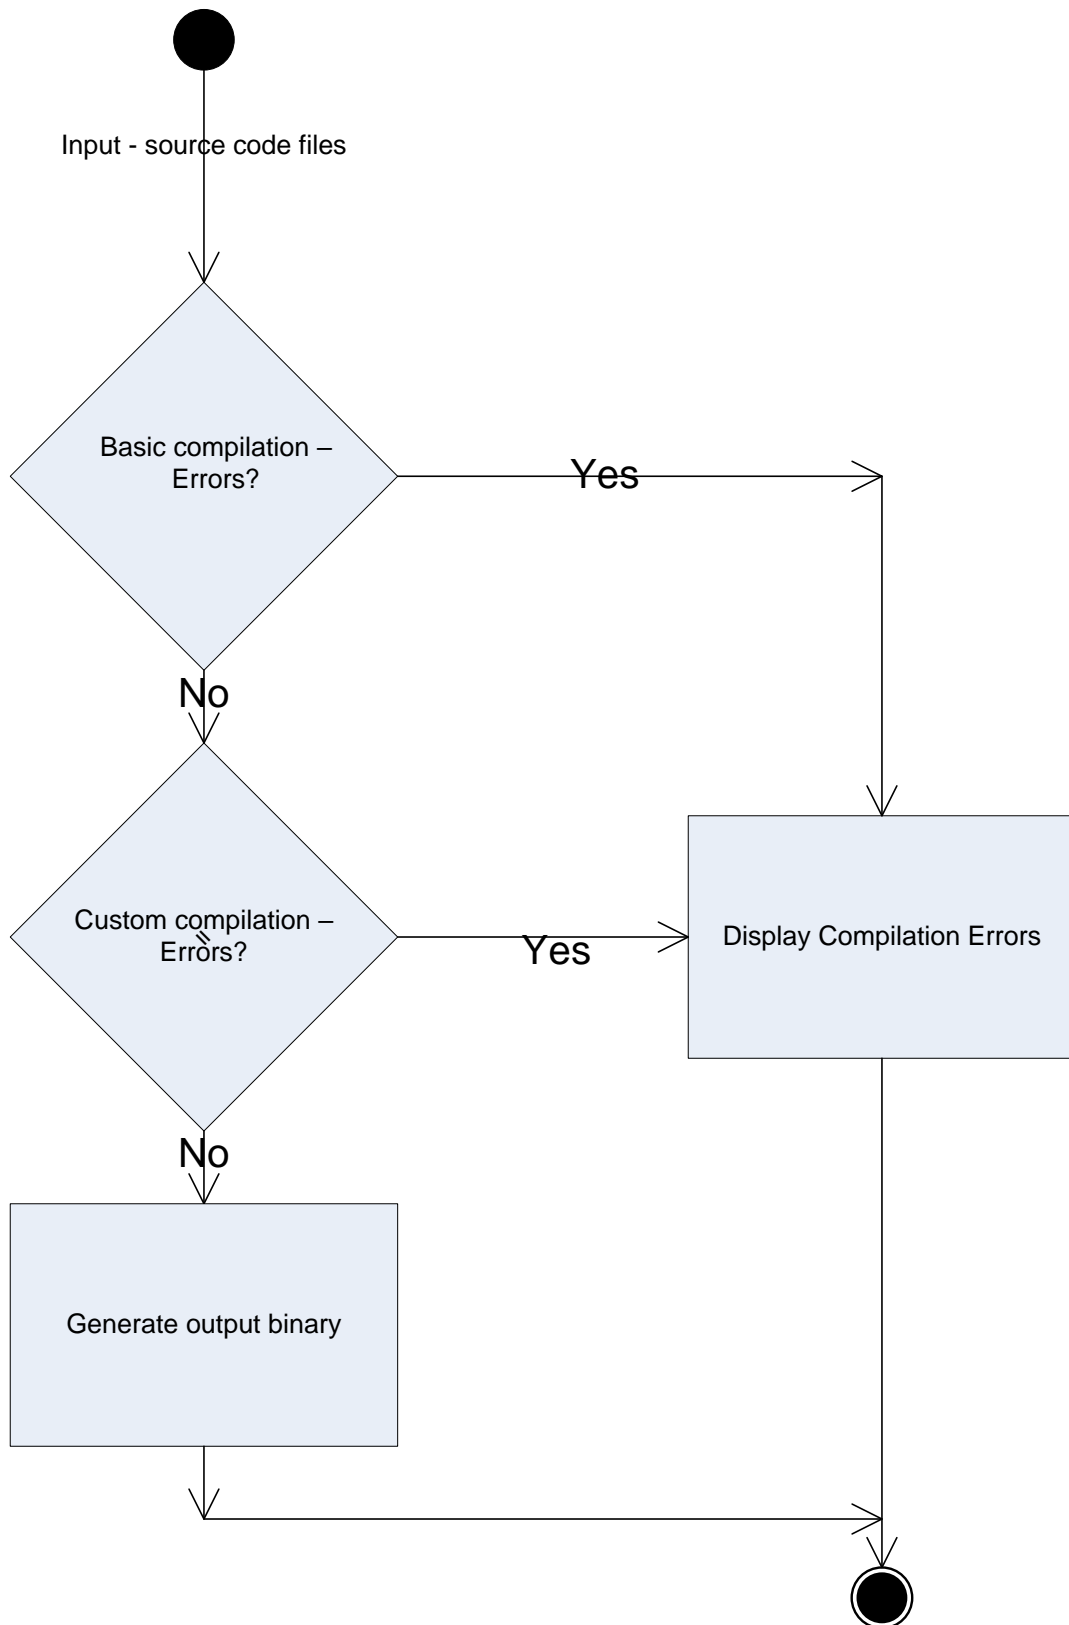 Input - source code files
Basic compilation –
Errors?
Yes
No
Custom compilation –
Errors?
Yes
Display Compilation Errors
No
Generate output binary